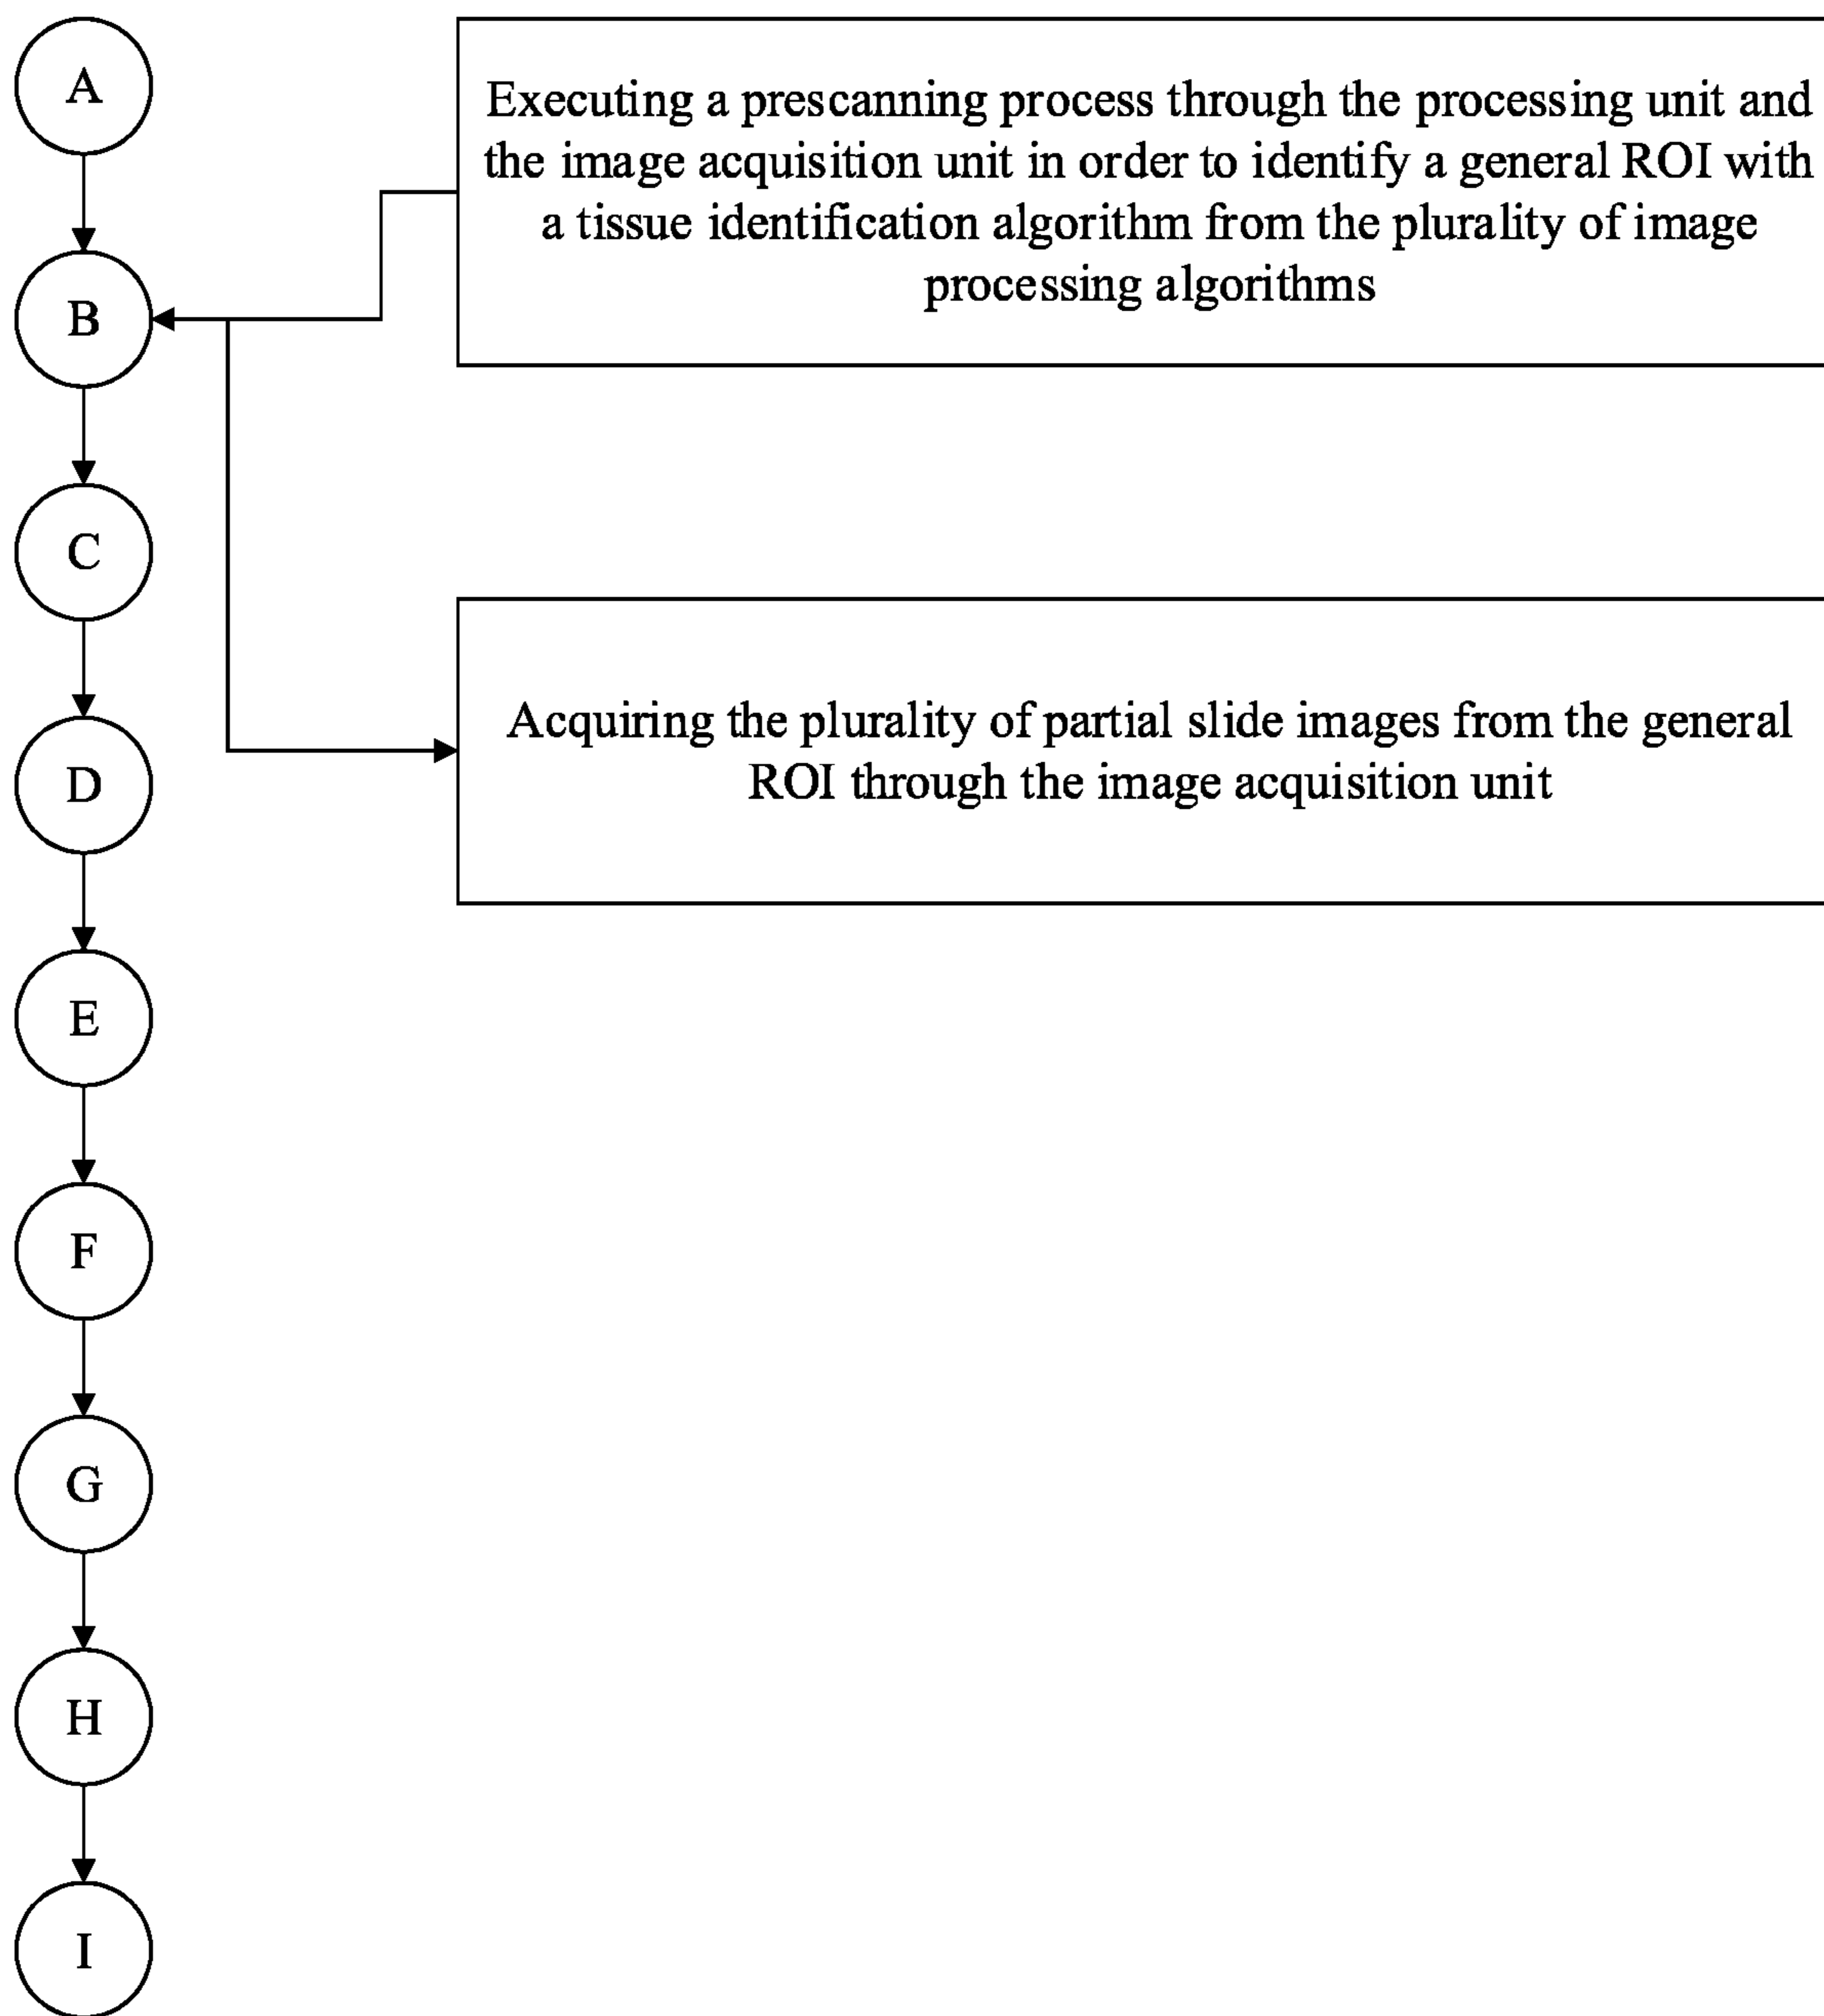 A
Executing a prescanning process through the processing unit and
the image acquisition unit in order to identify a general ROI with
a tissue identification algorithm from the plurality of image
processing algorithms
B
C
Acquiring the plurality of partial slide images from the general
ROI through the image acquisition unit
D
E
F
G
H
I